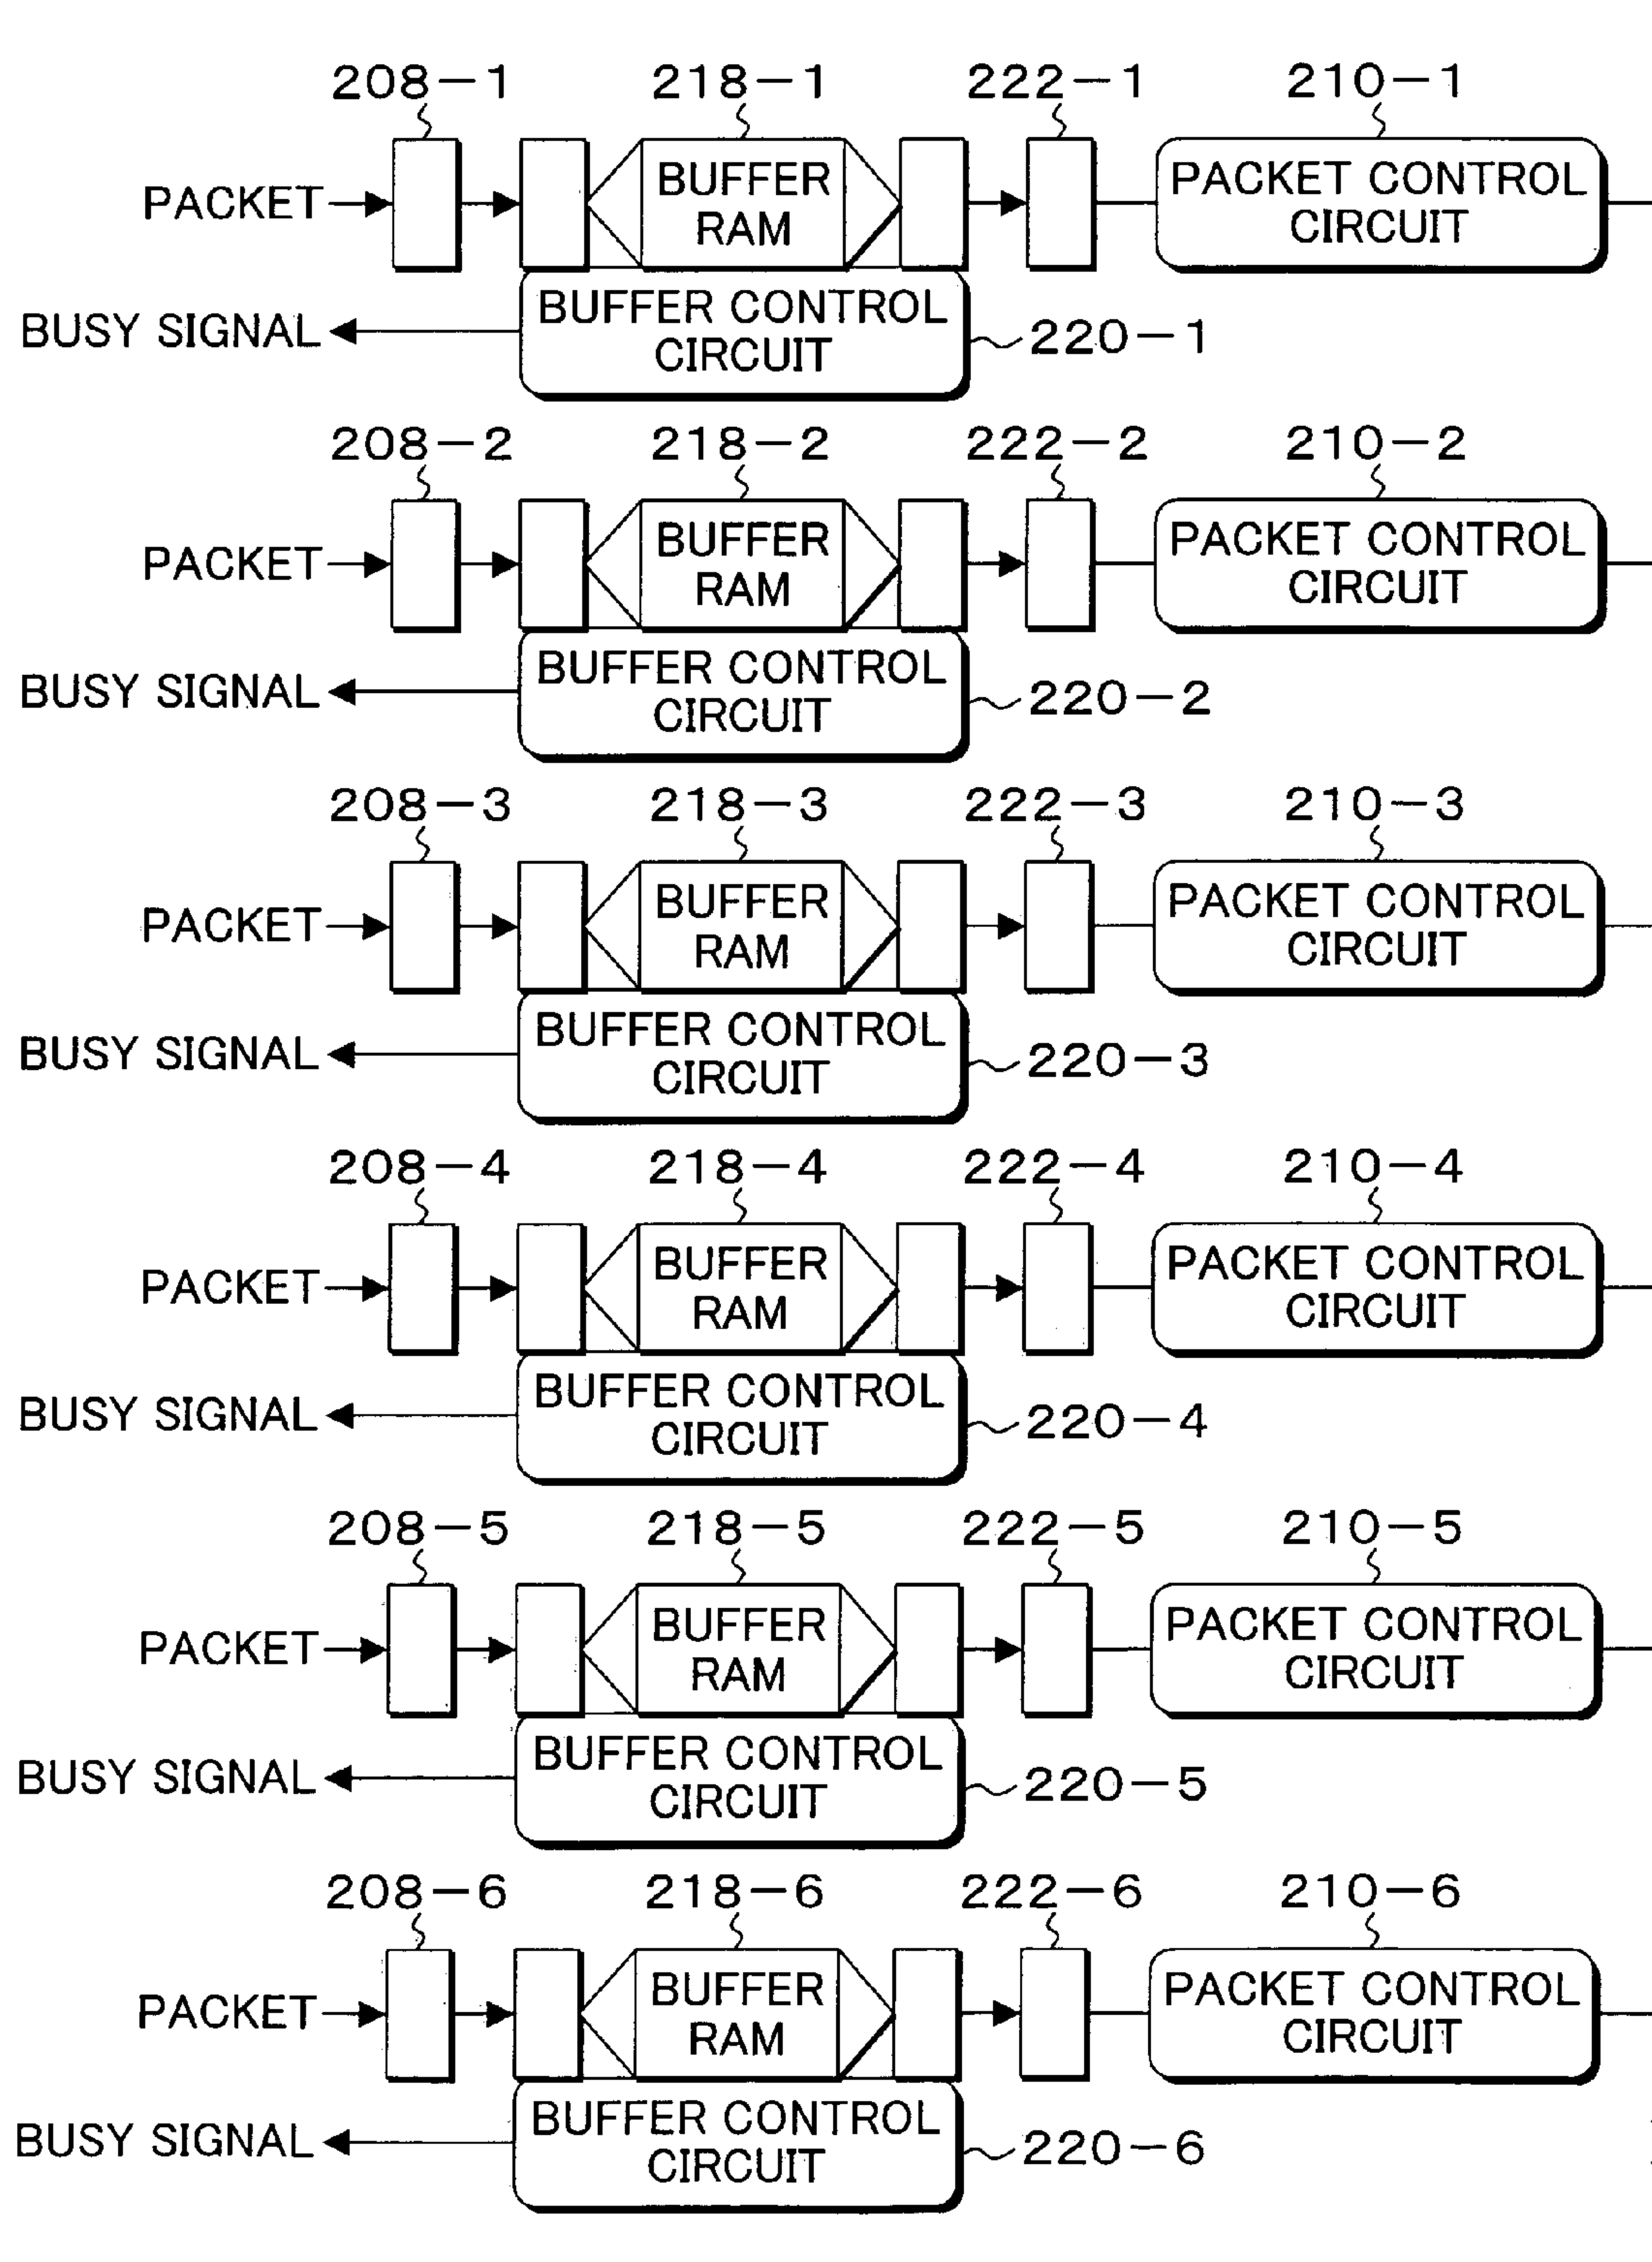 208-1 218-1 222-1 210-1
PACKET BUFFER RAM PACKET CONTROL CIRCUIT
BUSY SIGNAL BUFFER CONTROL CIRCUIT 220-1
208-2 218-2 222-2 210-2
PACKET BUFFER RAM PACKET CONTROL CIRCUIT
BUSY SIGNAL BUFFER CONTROL CIRCUIT 220-2
208-3 218-3 222-3 210-3
PACKET BUFFER RAM PACKET CONTROL CIRCUIT
BUSY SIGNAL BUFFER CONTROL CIRCUIT 220-3
208-4 218-4 222-4 210-4
PACKET BUFFER RAM PACKET CONTROL CIRCUIT
BUSY SIGNAL BUFFER CONTROL CIRCUIT 220-4
208-5 218-5 222-5 210-5
PACKET BUFFER RAM PACKET CONTROL CIRCUIT
BUSY SIGNAL BUFFER CONTROL CIRCUIT 220-5
208-6 218-6 222-6 210-6
PACKET BUFFER RAM PACKET CONTROL CIRCUIT
BUSY SIGNAL BUFFER CONTROL CIRCUIT 220-6